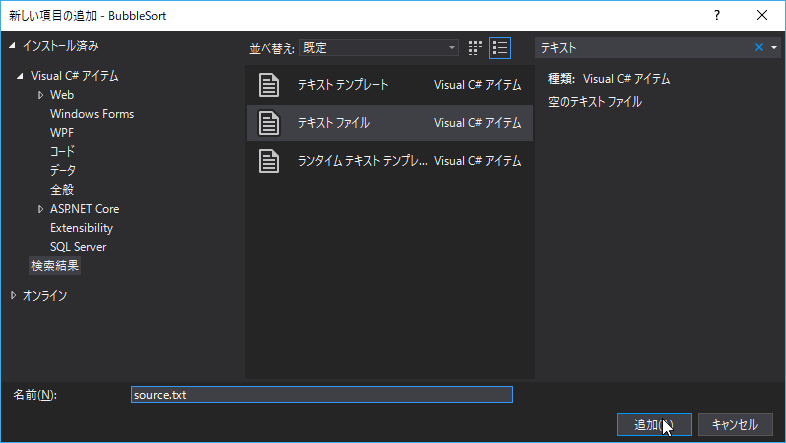 新しい項目の追加 - BubbleSort
インストール済み
並べ替え: 既定
テキスト
Visual C# アイテム
Web
Windows Forms
WPF
コード
データ
全般
ASP.NET Core
Extensibility
SQL Server
検索結果
オンライン
テキスト テンプレート Visual C# アイテム
テキスト ファイル Visual C# アイテム
ランタイム テキスト テンプレ... Visual C# アイテム
種類: Visual C# アイテム
空のテキスト ファイル
名前(N): source.txt
追加( キャンセル